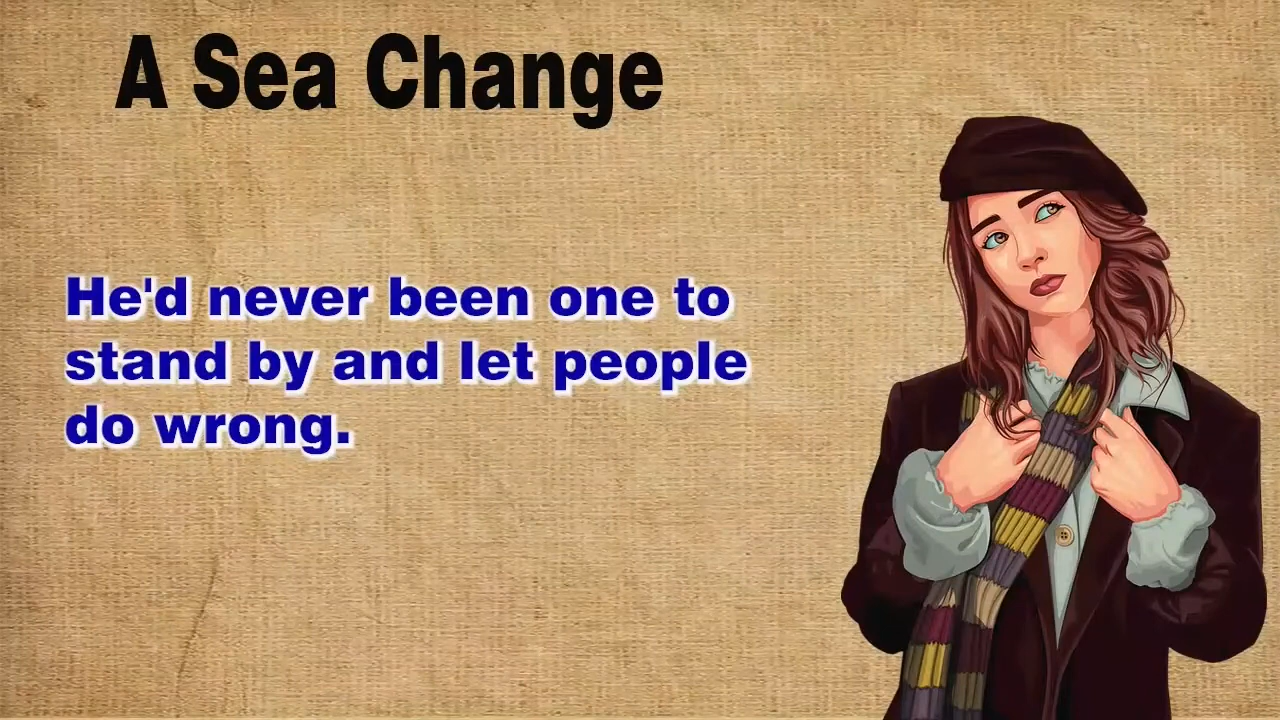 A Sea Change
He'd never been one to
stand by and let people
do wrong.